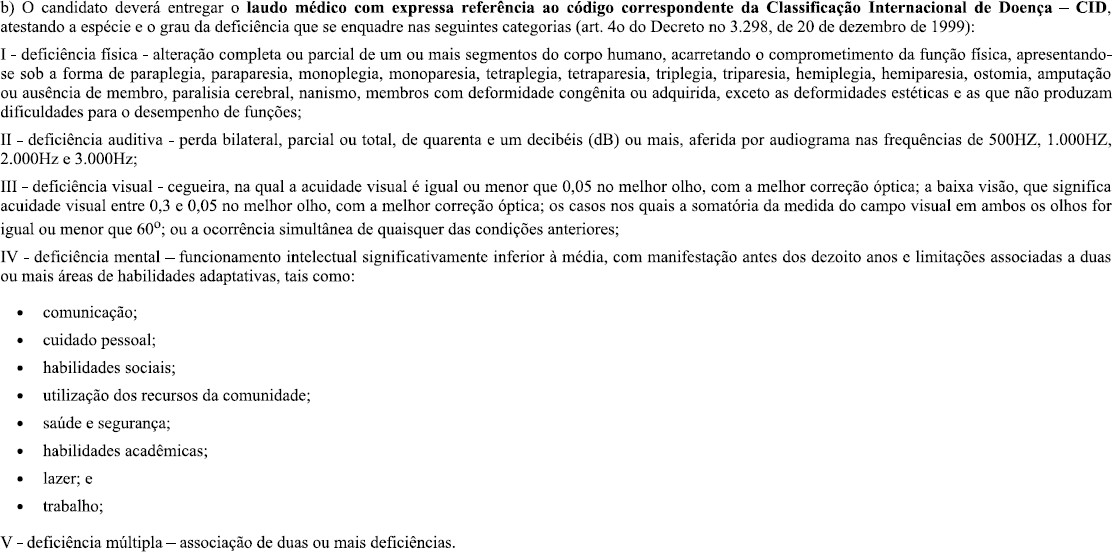 b) O candidato deverá entregar o laudo médico com expressa referência ao código correspondente da Classificação Internacional de Doença – CID,
atestando a espécie e o grau da deficiência que se enquadre nas seguintes categorias (art. 4o do Decreto no 3.298, de 20 de dezembro de 1999):
I - deficiência física - alteração completa ou parcial de um ou mais segmentos do corpo humano, acarretando o comprometimento da função física, apresentando-
se sob a forma de paraplegia, paraparesia, monoplegia, monoparesia, tetraplegia, tetraparesia, triplegia, triparesia, hemiplegia, hemiparesia, ostomia, amputação
ou ausência de membro, paralisia cerebral, nanismo, membros com deformidade congênita ou adquirida, exceto as deformidades estéticas e as que não produzam
dificuldades para o desempenho de funções;
II - deficiência auditiva - perda bilateral, parcial ou total, de quarenta e um decibéis (dB) ou mais, aferida por audiograma nas frequências de 500HZ, 1.000HZ,
2.000Hz e 3.000Hz;
III - deficiência visual - cegueira, na qual a acuidade visual é igual ou menor que 0,05 no melhor olho, com a melhor correção óptica; a baixa visão, que significa
acuidade visual entre 0,3 e 0,05 no melhor olho, com a melhor correção óptica; os casos nos quais a somatória da medida do campo visual em ambos os olhos for
igual ou menor que 60º; ou a ocorrência simultânea de quaisquer das condições anteriores;
IV - deficiência mental – funcionamento intelectual significativamente inferior à média, com manifestação antes dos dezoito anos e limitações associadas a duas
ou mais áreas de habilidades adaptativas, tais como:
• comunicação;
• cuidado pessoal;
• habilidades sociais;
• utilização dos recursos da comunidade;
• saúde e segurança;
• habilidades acadêmicas;
• lazer; e
• trabalho;
V - deficiência múltipla – associação de duas ou mais deficiências.